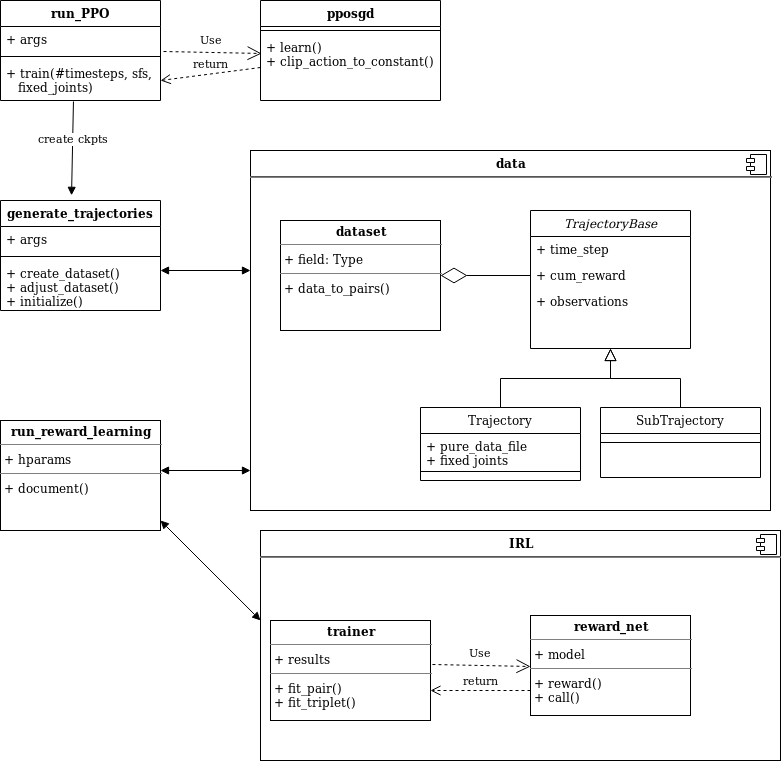 run_PPO
+ args
+ train(#timesteps, sfs,
fixed_joints)
Use
return
pposgd
+ learn()
+ clip_action_to_constant()
create ckpts
generate_trajectories
+ args
+ create_dataset()
+ adjust_dataset()
+ initialize()
data
dataset
+ field: Type
+ data_to_pairs()
TrajectoryBase
+ time_step
+ cum_reward
+ observations
Trajectory
+ pure_data_file
+ fixed joints
SubTrajectory
run_reward_learning
+ hparams
+ document()
IRL
trainer
+ results
+ fit_pair()
+ fit_triplet()
Use
return
reward_net
+ model
+ reward()
+ call()